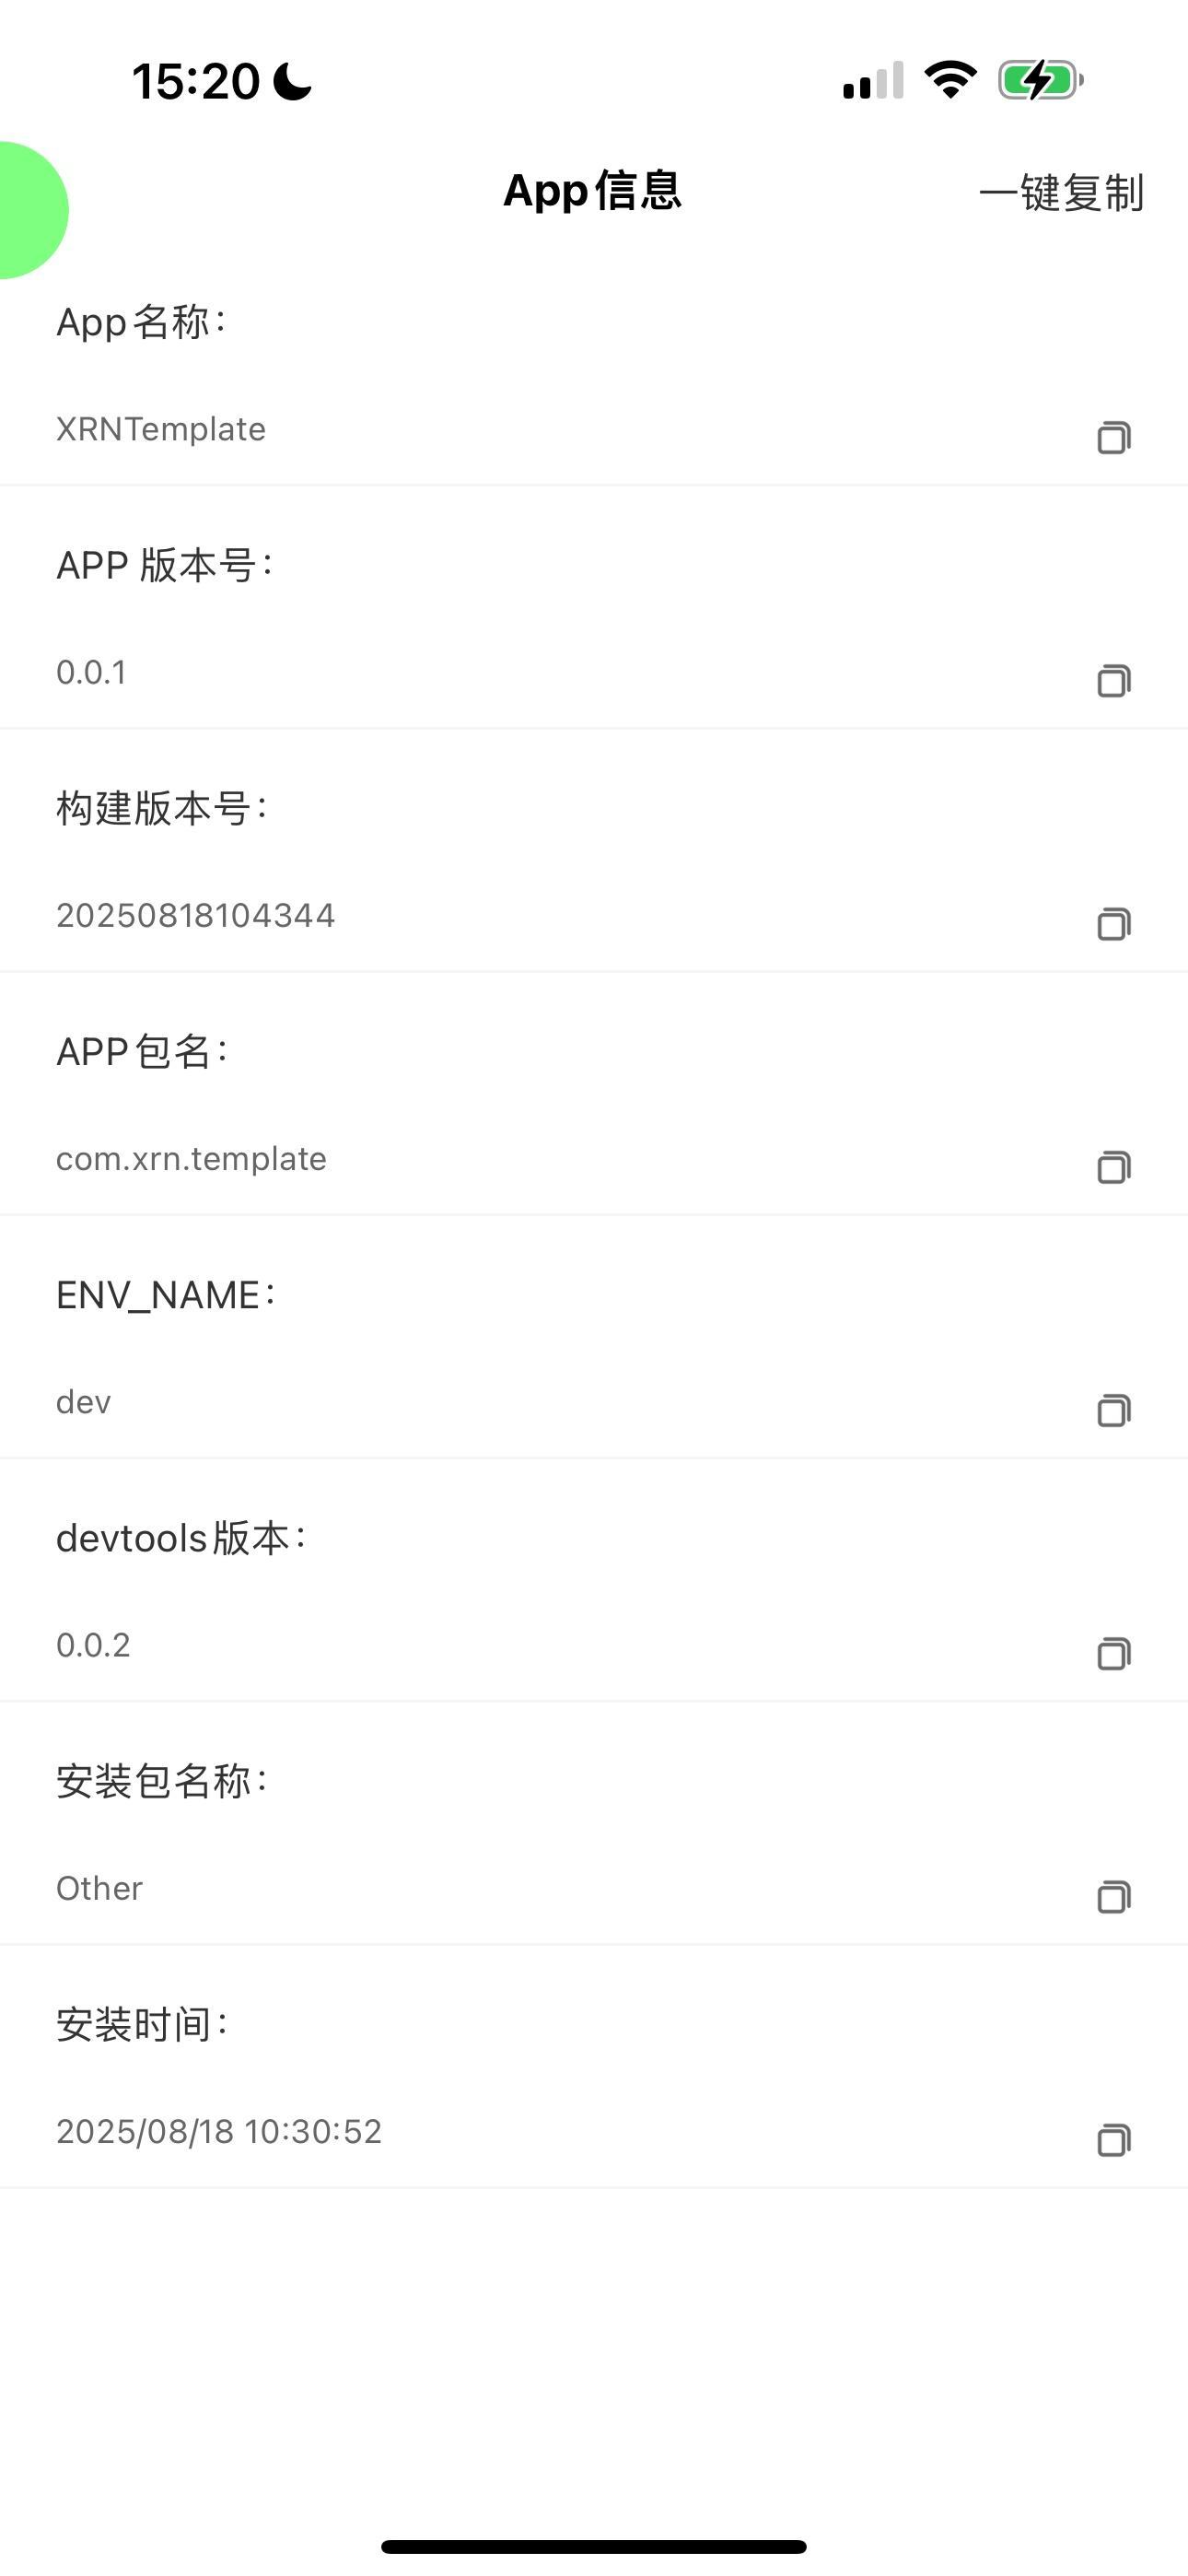 15:20
App信息
一键复制
App名称：
XRNTemplate
APP 版本号：
0.0.1
构建版本号：
20250818104344
APP包名：
com.xrn.template
ENV_NAME：
dev
devtools版本：
0.0.2
安装包名称：
Other
安装时间：
2025/08/18 10:30:52